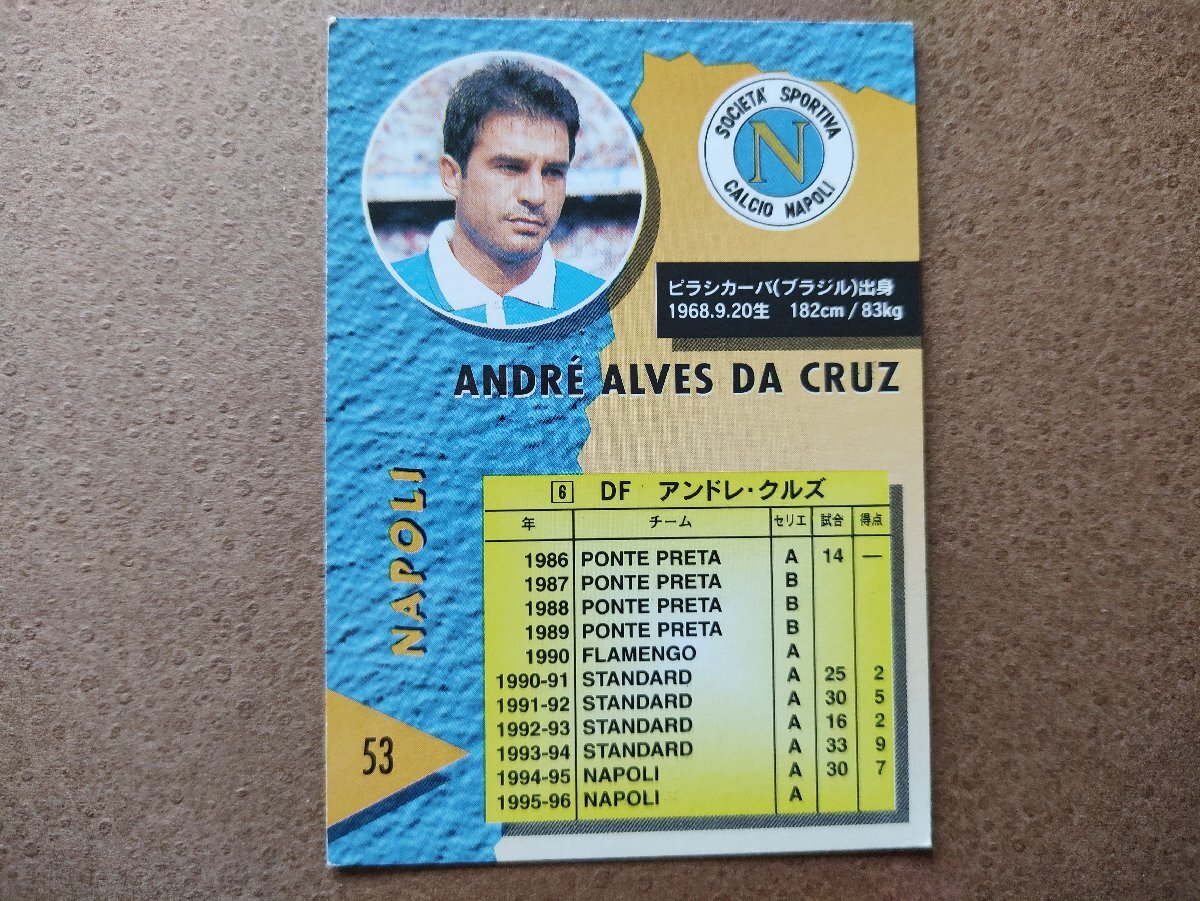 SOCIETA' SPORTIVA
N
CALCIO NAPOLI
ピラシカーバ(ブラジル)出身
1968.9.20生 182cm / 83kg
ANDRÉ ALVES DA CRUZ
NAPOLI
6 DF アンドレ・クルズ
年 チーム セリエ 試合 得点
1986 PONTE PRETA A 14 —
1987 PONTE PRETA B
1988 PONTE PRETA B
1989 PONTE PRETA B
1990 FLAMENGO A
1990-91 STANDARD A 25 2
1991-92 STANDARD A 30 5
1992-93 STANDARD A 16 2
1993-94 STANDARD A 33 9
1994-95 NAPOLI A 30 7
1995-96 NAPOLI A
53